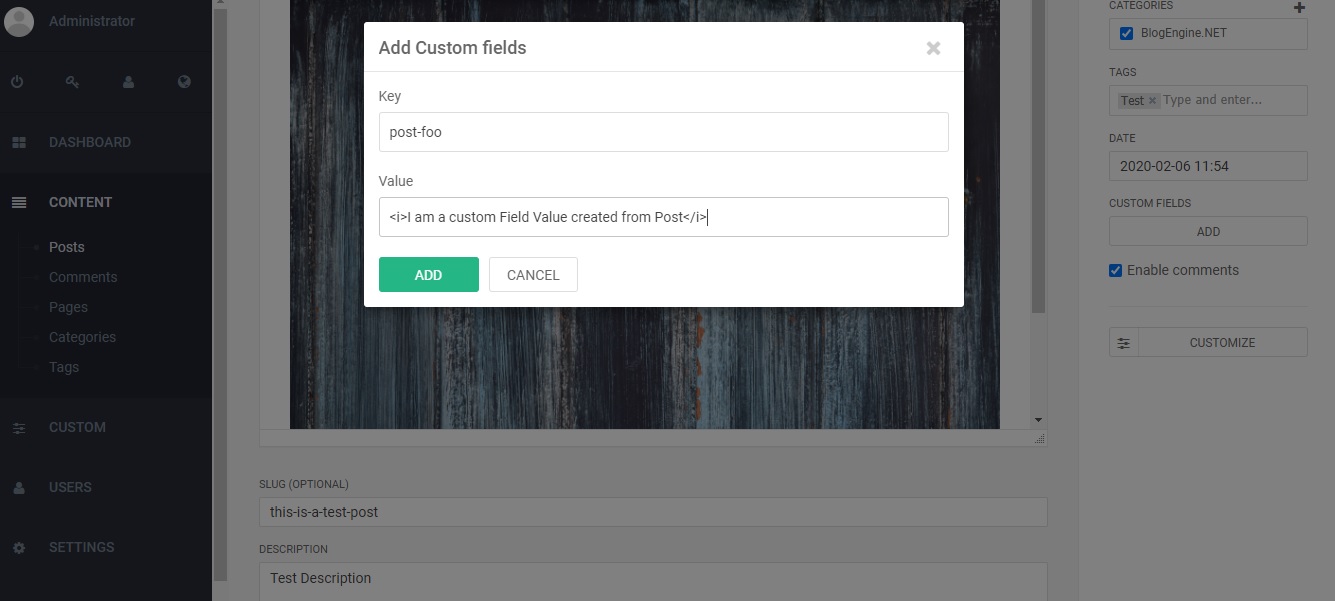 Administrator
DASHBOARD
CONTENT
Posts
Comments
Pages
Categories
Tags
CUSTOM
USERS
SETTINGS
Add Custom fields
Key
post-foo
Value
<i>I am a custom Field Value created from Post</i>
ADD
CANCEL
SLUG (OPTIONAL)
this-is-a-test-post
DESCRIPTION
Test Description
CATEGORIES
BlogEngine.NET
TAGS
Test Type and enter...
DATE
2020-02-06 11:54
CUSTOM FIELDS
ADD
Enable comments
CUSTOMIZE